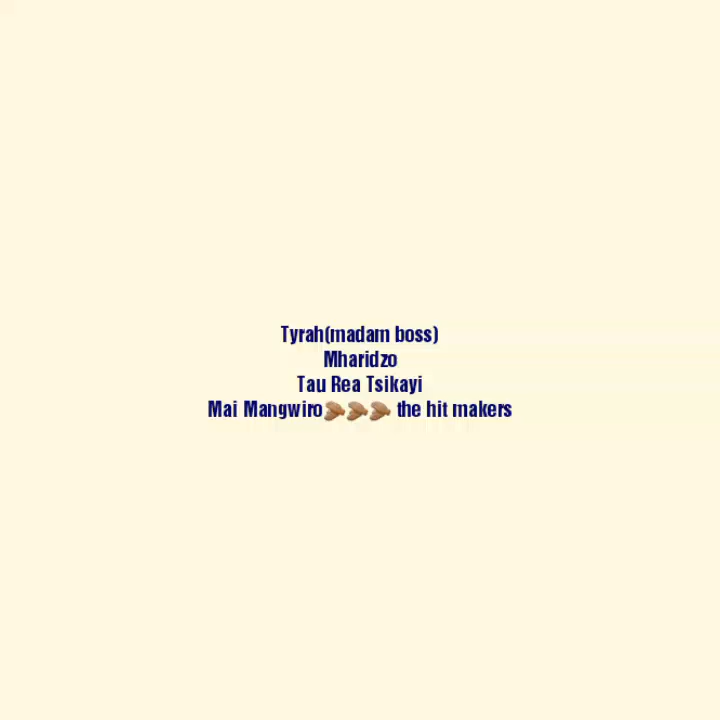 Tyrah(madam boss)
Mharidzo
Tau Rea Tsikayi
Mai Mangwiro👏🏽👏🏽👏🏽 the hit makers